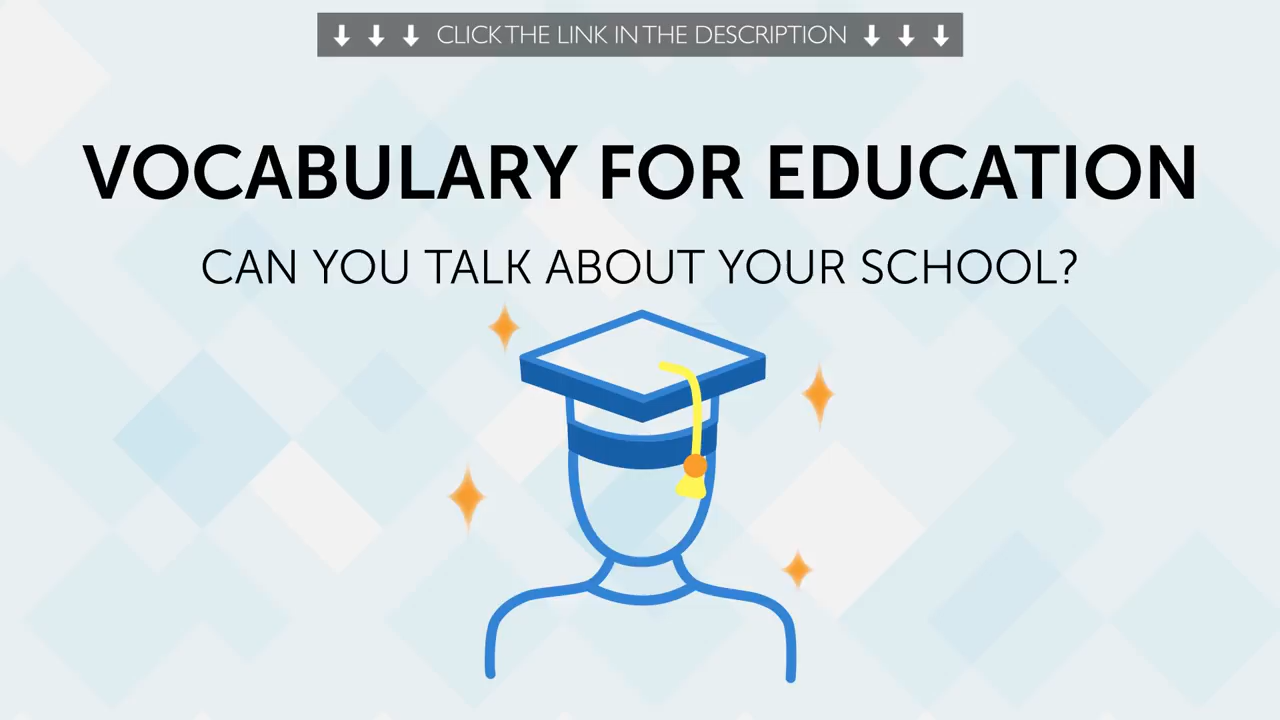 CLICK THE LINK IN THE DESCRIPTION
VOCABULARY FOR EDUCATION
CAN YOU TALK ABOUT YOUR SCHOOL?